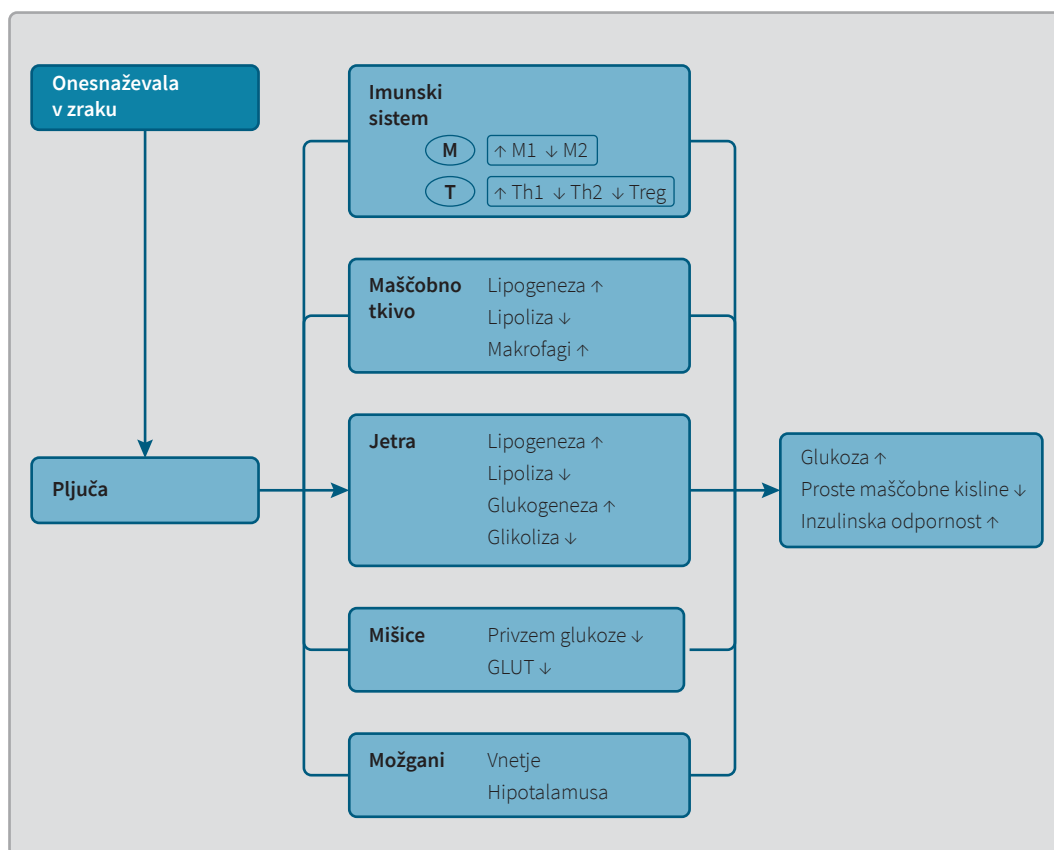 Onesnaževala
v zraku
Pljuča
Imunski
sistem
M ↑ M1 ↓ M2
T ↑ Th1 ↓ Th2 ↓ Treg
Maščobno Lipogeneza ↑
tkivo Lipoliza ↓
Makrofagi ↑
Jetra Lipogeneza ↑
Lipoliza ↓
Glukogeneza ↑
Glikoliza ↓
Mišice Privzem glukoze ↓
GLUT ↓
Možgani Vnetje
Hipotalamusa
Glukoza ↑
Proste maščobne kisline ↓
Inzulinska odpornost ↑